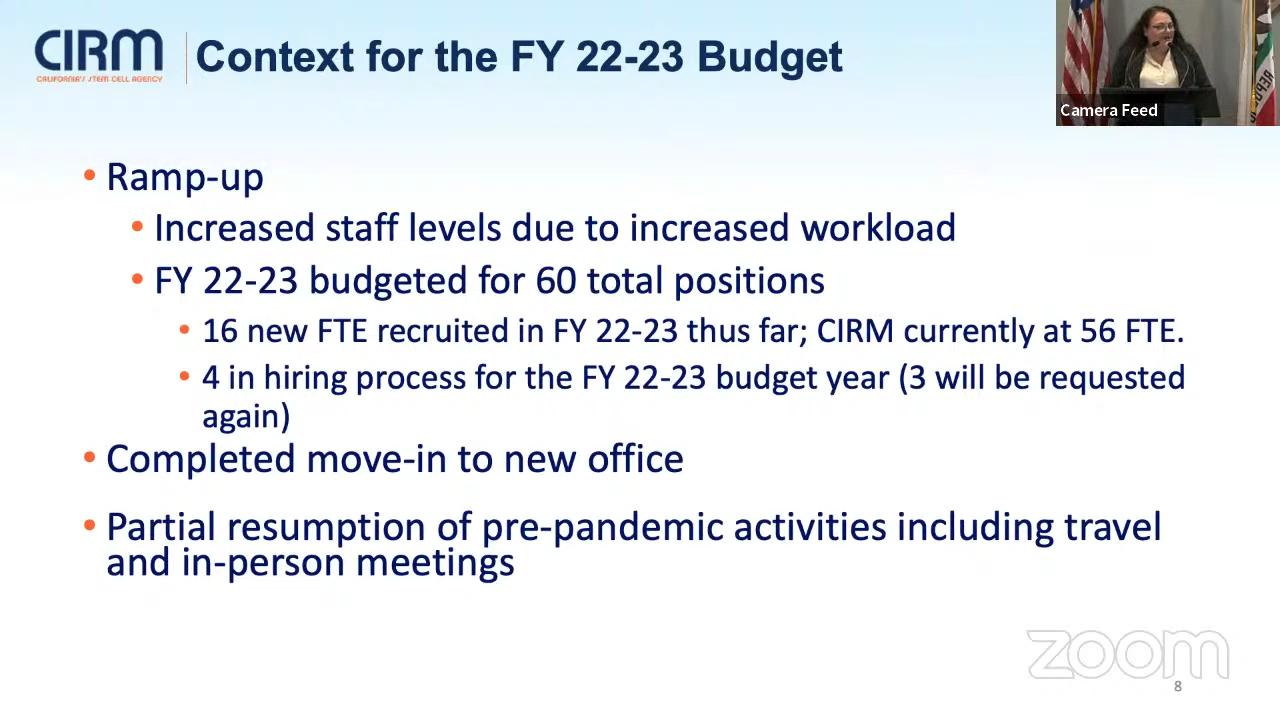 CIRM
CALIFORNIA'S STEM CELL AGENCY
Context for the FY 22-23 Budget
Camera Feed
• Ramp-up
• Increased staff levels due to increased workload
• FY 22-23 budgeted for 60 total positions
• 16 new FTE recruited in FY 22-23 thus far; CIRM currently at 56 FTE.
• 4 in hiring process for the FY 22-23 budget year (3 will be requested
again)
• Completed move-in to new office
• Partial resumption of pre-pandemic activities including travel
and in-person meetings
zoom
8